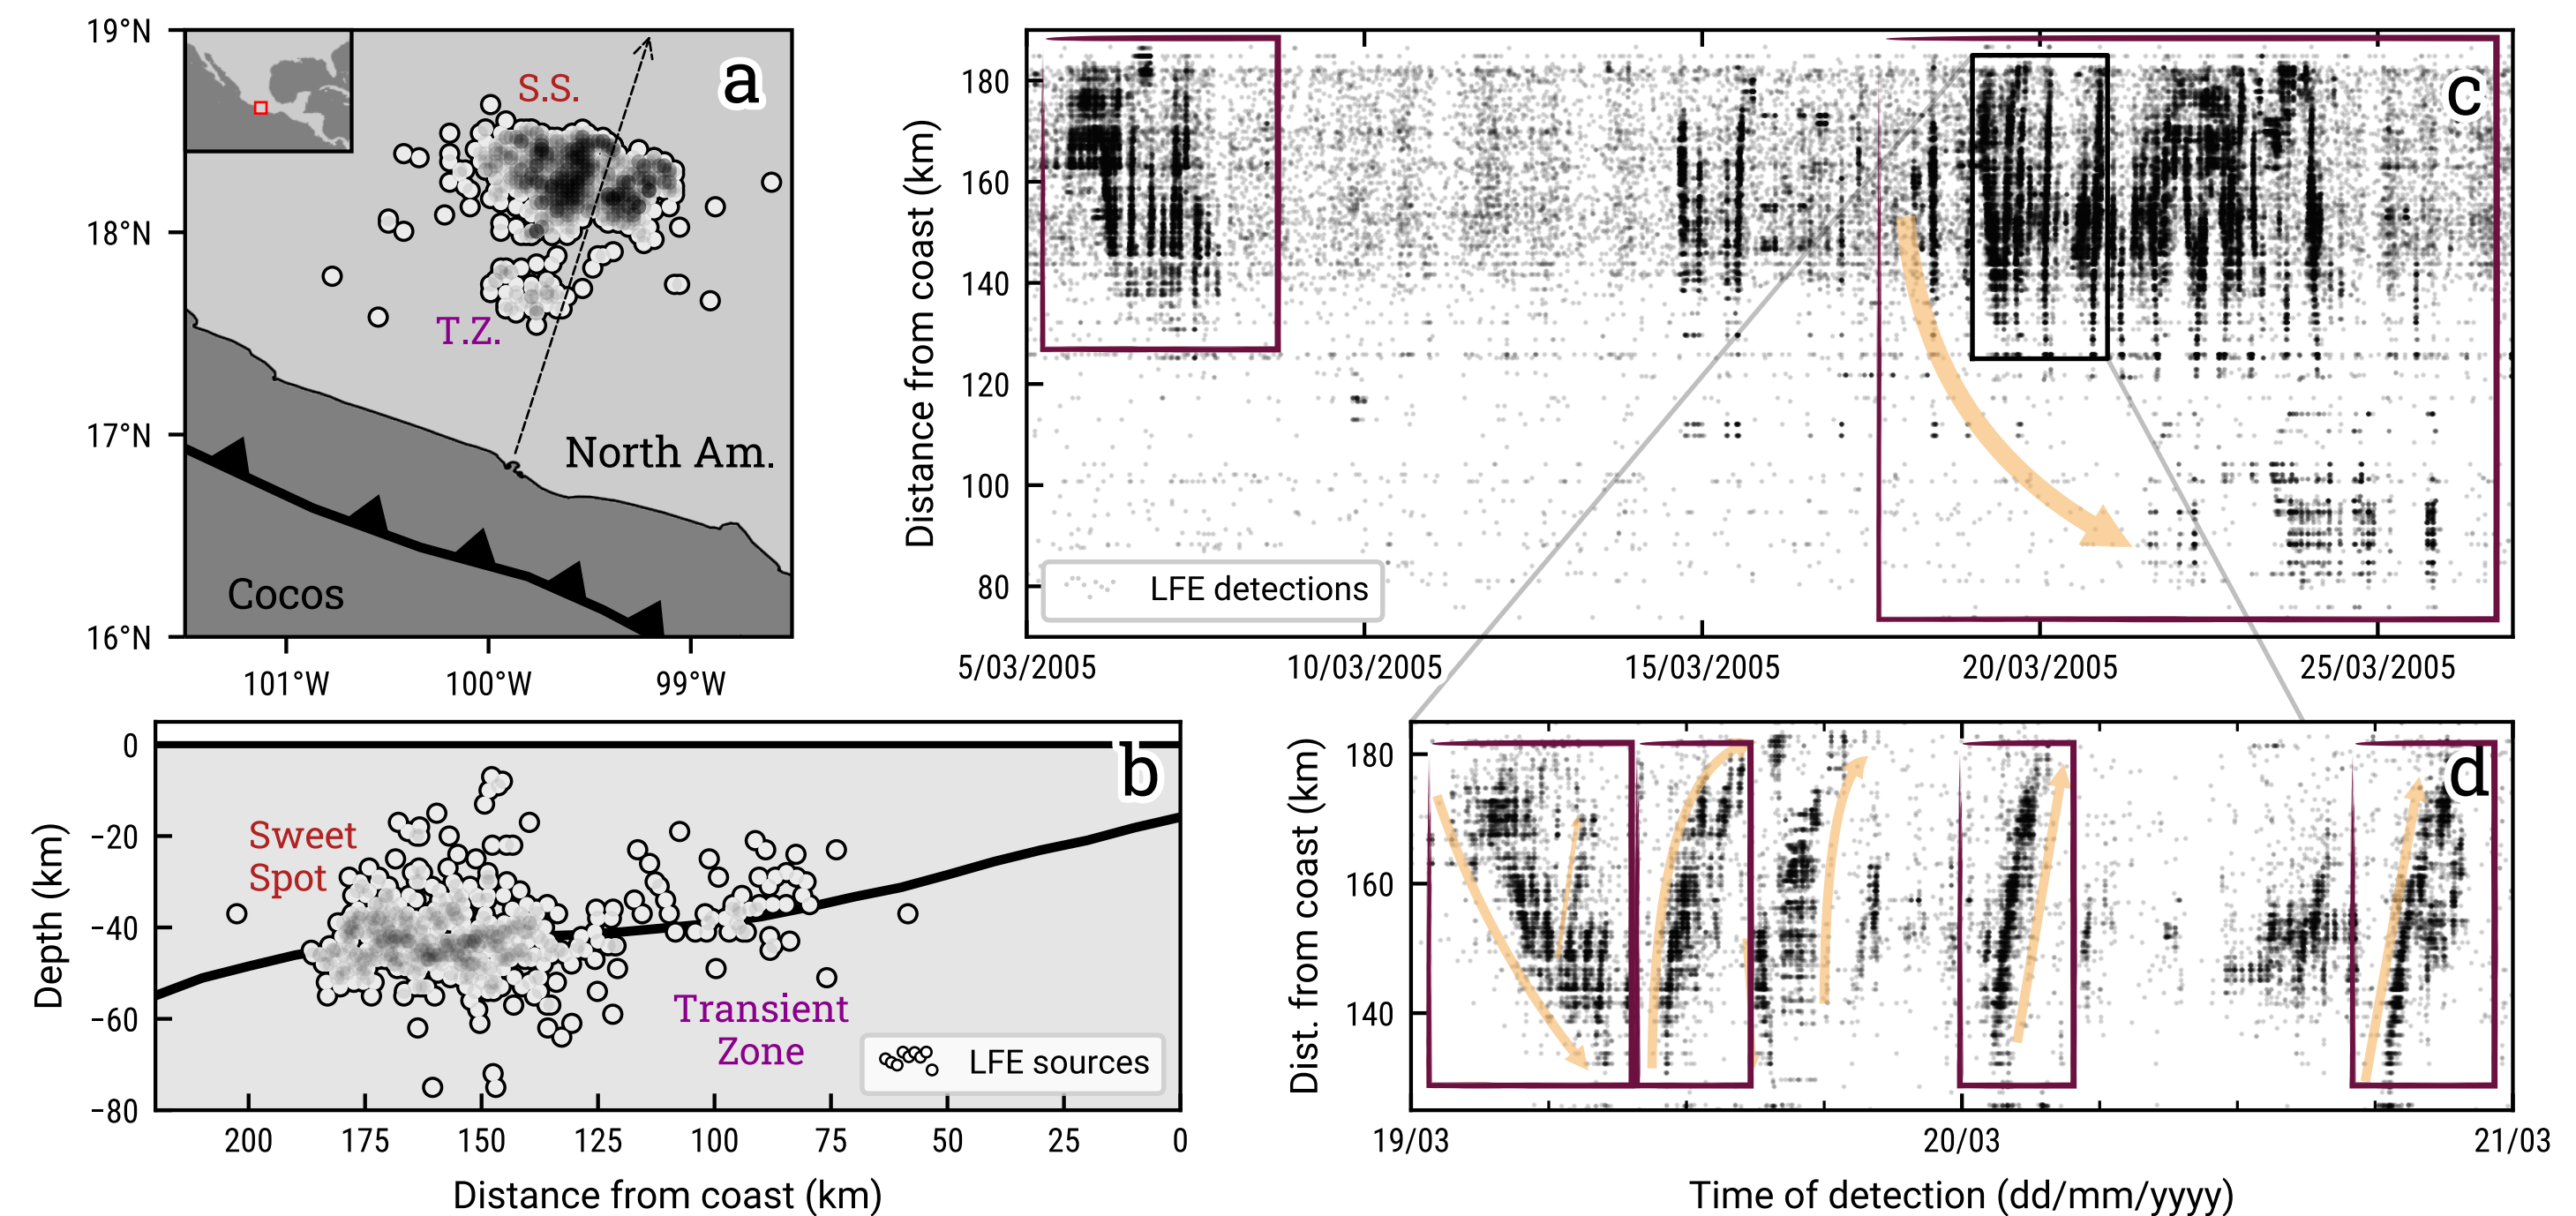 19°N
18°N
17°N
16°N
101°W
100°W
99°W
a
S.S.
T.Z.
North Am.
Cocos
Depth (km)
0
−20
−40
−60
−80
b
Sweet
Spot
Transient
Zone
LFE sources
200
175
150
125
100
75
50
25
0
Distance from coast (km)
Distance from coast (km)
180
160
140
120
100
80
c
LFE detections
5/03/2005
10/03/2005
15/03/2005
20/03/2005
25/03/2005
Dist. from coast (km)
180
160
140
d
19/03
20/03
21/03
Time of detection (dd/mm/yyyy)